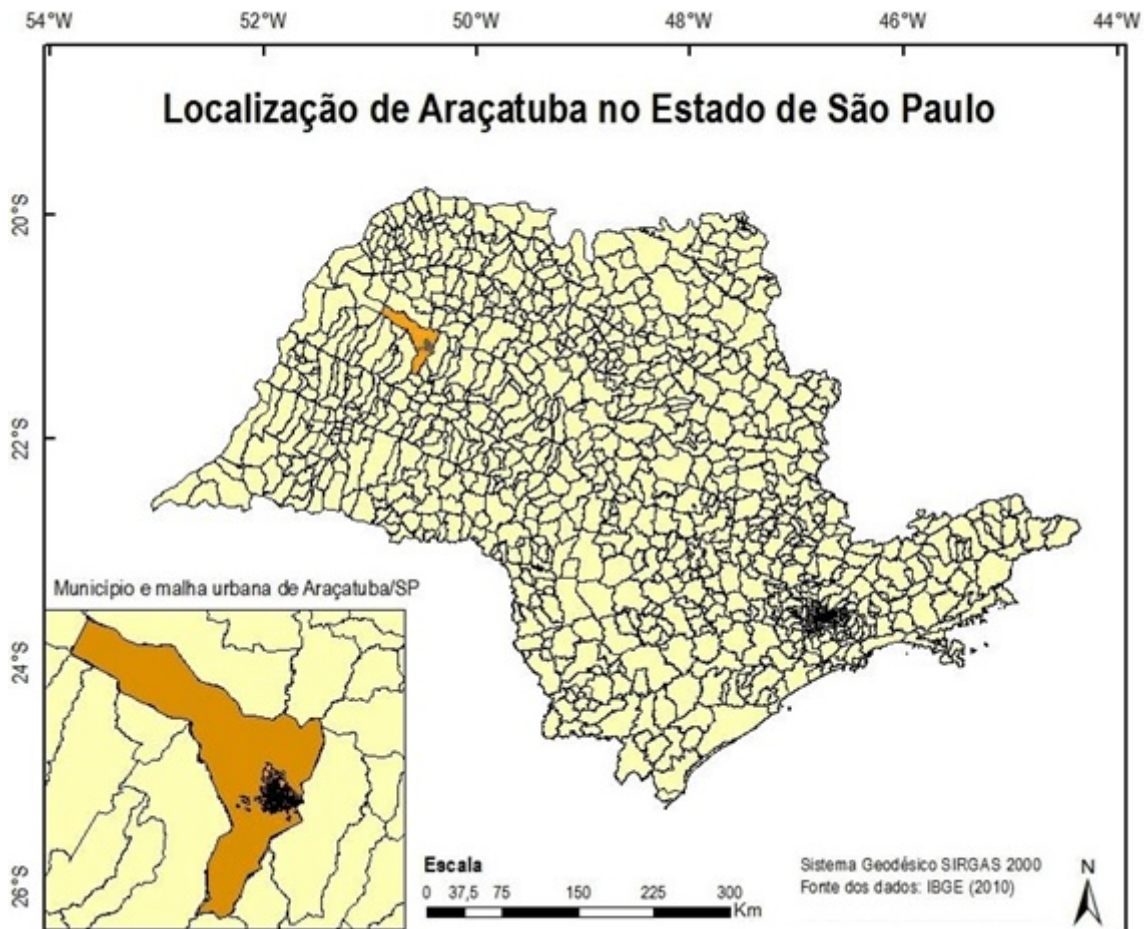 54°W 52°W 50°W 48°W 46°W 44°W
Localização de Araçatuba no Estado de São Paulo
20°S
22°S
24°S
26°S
Município e malha urbana de Araçatuba/SP
Escala
0 37,5 75 150 225 300
Km
Sistema Geodésico SIRGAS 2000
Fonte dos dados: IBGE (2010)
N